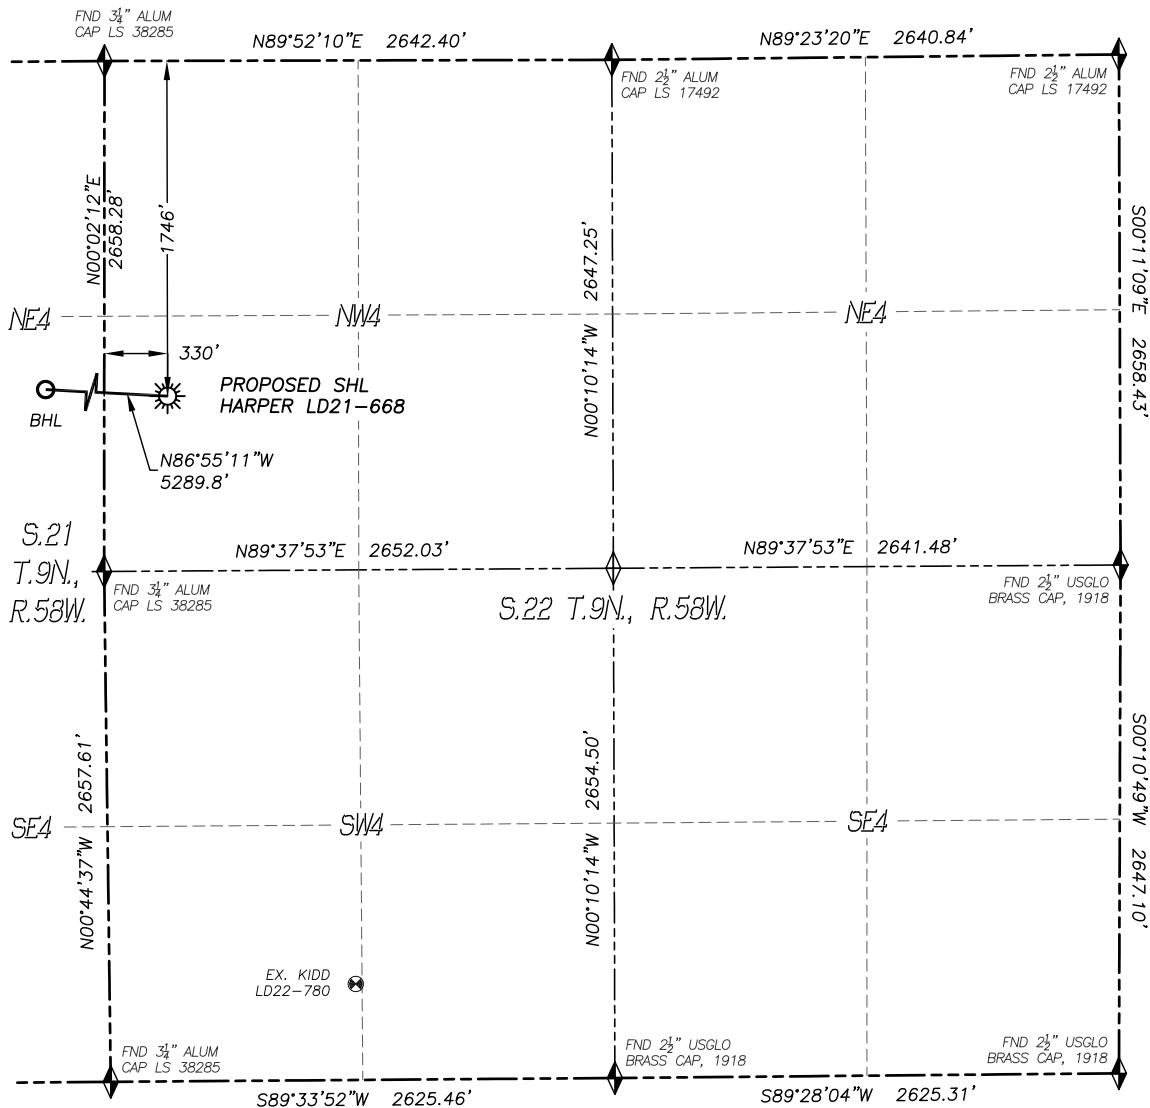 FND 3¼" ALUM
CAP LS 38285
N89°52'10"E 2642.40'
N89°23'20"E 2640.84'
FND 2½" ALUM
CAP LS 17492
FND 2½" ALUM
CAP LS 17492
N00°02'12"E
2658.28'
1746'
N00°10'14"W 2647.25'
S00°11'09"E 2658.43'
NE4
NW4
NE4
330'
PROPOSED SHL
HARPER LD21-668
BHL
N86°55'11"W
5289.8'
S.21
T.9N.,
R.58W.
N89°37'53"E 2652.03'
N89°37'53"E 2641.48'
FND 3¼" ALUM
CAP LS 38285
FND 2½" USGLO
BRASS CAP, 1918
S.22 T.9N., R.58W.
N00°44'37"W 2657.61'
N00°10'14"W 2654.50'
S00°10'49"W 2647.10'
SE4
SW4
SE4
EX. KIDD
LD22-780
FND 3¼" ALUM
CAP LS 38285
FND 2½" USGLO
BRASS CAP, 1918
FND 2½" USGLO
BRASS CAP, 1918
S89°33'52"W 2625.46'
S89°28'04"W 2625.31'